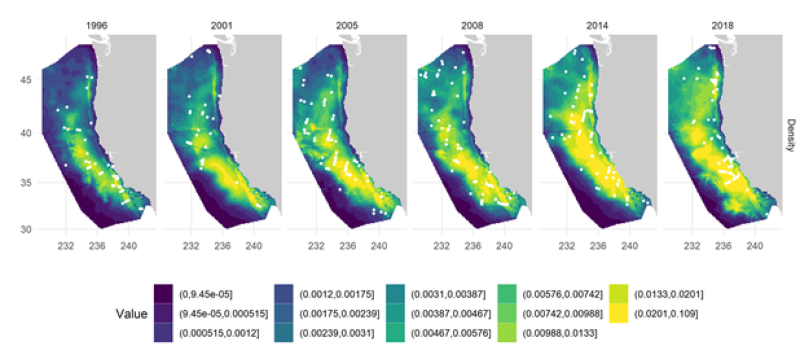 1996 2001 2005 2008 2014 2018
45
40
35
30
Density
232 236 240 232 236 240 232 236 240 232 236 240 232 236 240 232 236 240
Value
(0,9.45e-05] (0.0012,0.00175] (0.0031,0.00387] (0.00576,0.00742] (0.0133,0.0201]
(9.45e-05,0.000515] (0.00175,0.00239] (0.00387,0.00467] (0.00742,0.00988] (0.0201,0.109]
(0.000515,0.0012] (0.00239,0.0031] (0.00467,0.00576] (0.00988,0.0133]